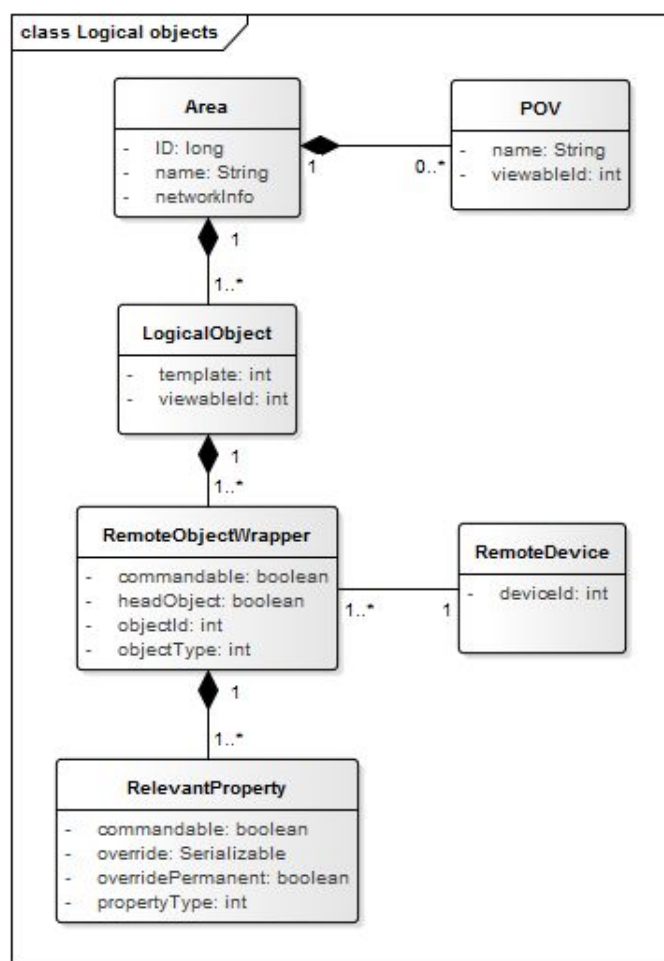 class Logical objects
Area
- ID: long
- name: String
- networkInfo
POV
- name: String
- viewableId: int
1
0..*
1
1..*
LogicalObject
- template: int
- viewableId: int
1
1..*
RemoteObjectWrapper
- commandable: boolean
- headObject: boolean
- objectId: int
- objectType: int
RemoteDevice
- deviceId: int
1..*
1
1
1..*
RelevantProperty
- commandable: boolean
- override: Serializable
- overridePermanent: boolean
- propertyType: int